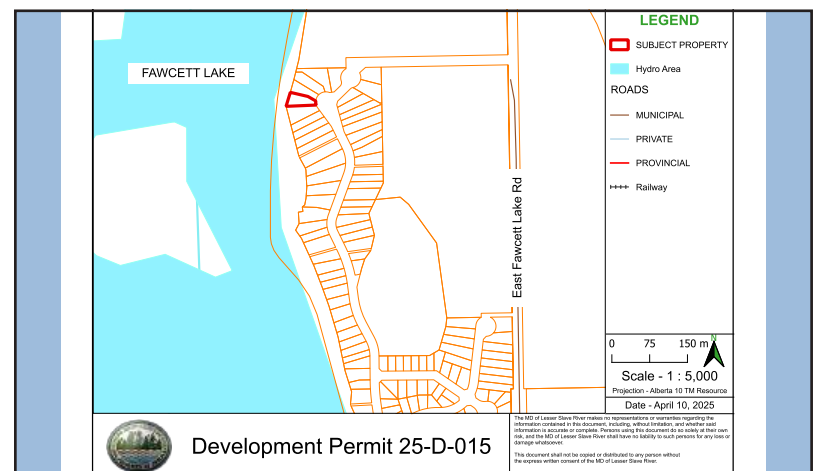 LEGEND
SUBJECT PROPERTY
Hydro Area
ROADS
MUNICIPAL
PRIVATE
PROVINCIAL
Railway
FAWCETT LAKE
East Fawcett Lake Rd
0 75 150 m
N
Scale - 1 : 5,000
Projection - Alberta 10 TM Resource
Date - April 10, 2025
Development Permit 25-D-015
The MD of Lesser Slave River makes no representations or warranties regarding the
information contained in this document, including, without limitation, and whether said
information is accurate or complete. Persons using this document do so solely at their own
risk, and the MD of Lesser Slave River shall have no liability to such persons for any loss or
damage whatsoever.
This document shall not be copied or distributed to any person without
the express written consent of the MD of Lesser Slave River.